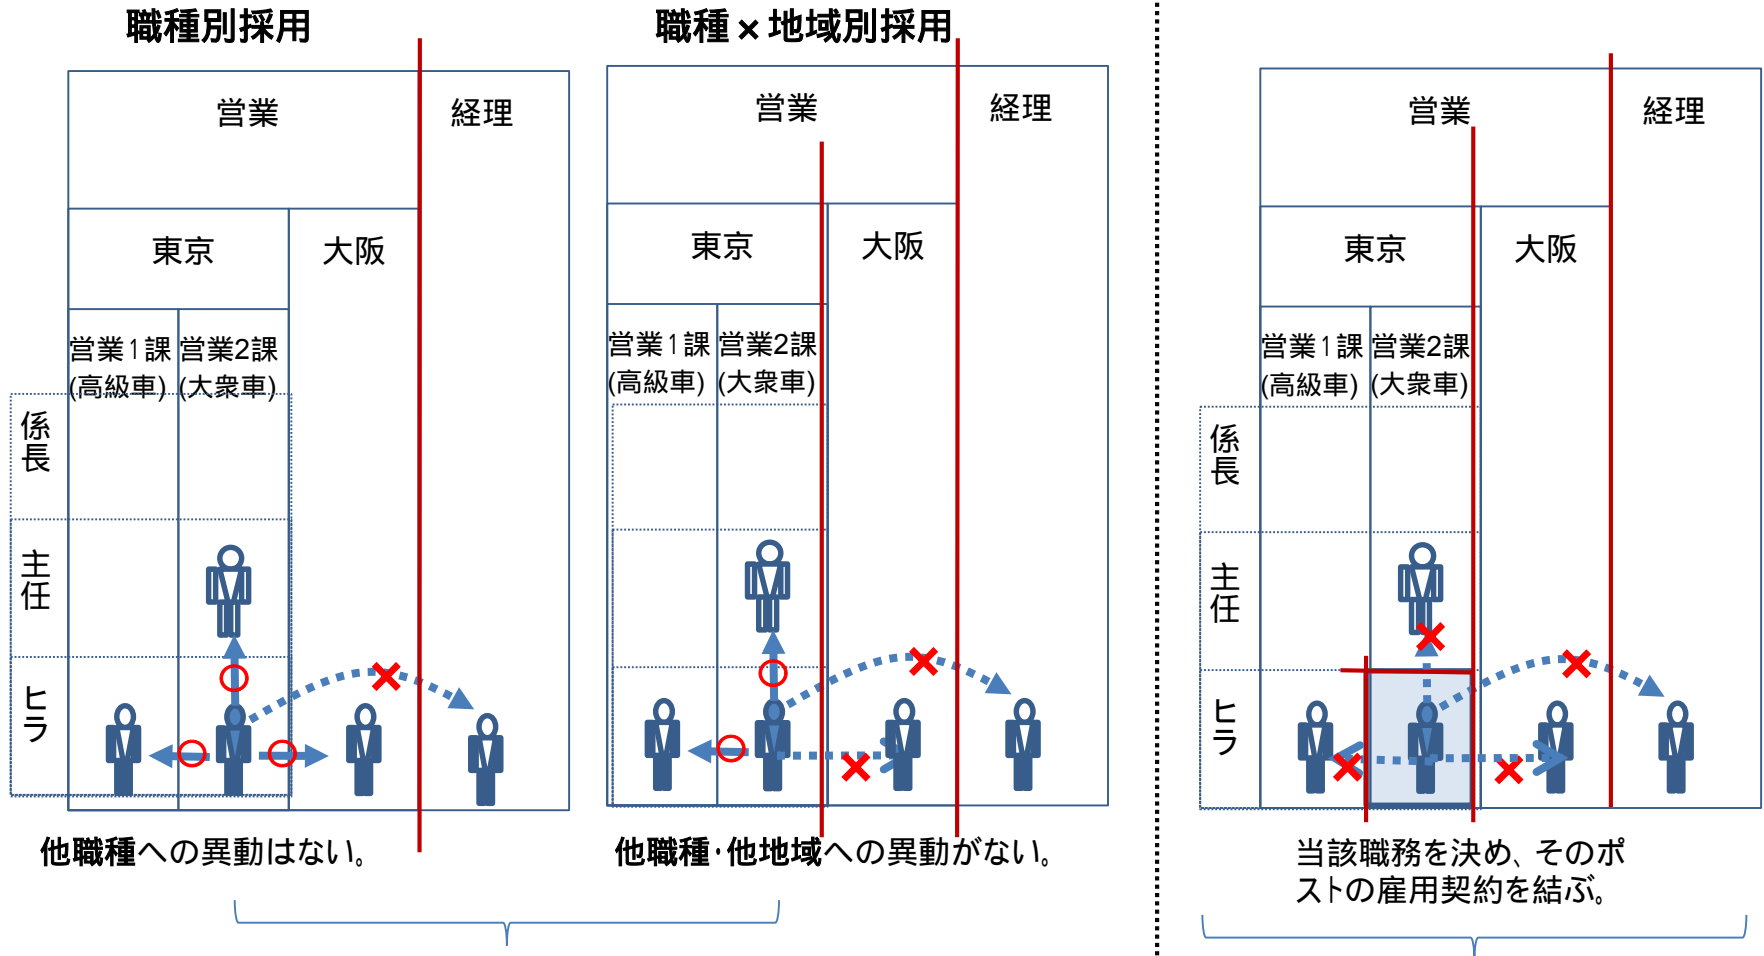 職種別採用
営業
経理
東京
大阪
営業1課
(高級車)
営業2課
(大衆車)
係長
主任
ヒラ
他職種への異動はない。
職種×地域別採用
営業
経理
東京
大阪
営業1課
(高級車)
営業2課
(大衆車)
他職種・他地域への異動がない。
営業
経理
東京
大阪
営業1課
(高級車)
営業2課
(大衆車)
係長
主任
ヒラ
当該職務を決め、そのポ
ストの雇用契約を結ぶ。